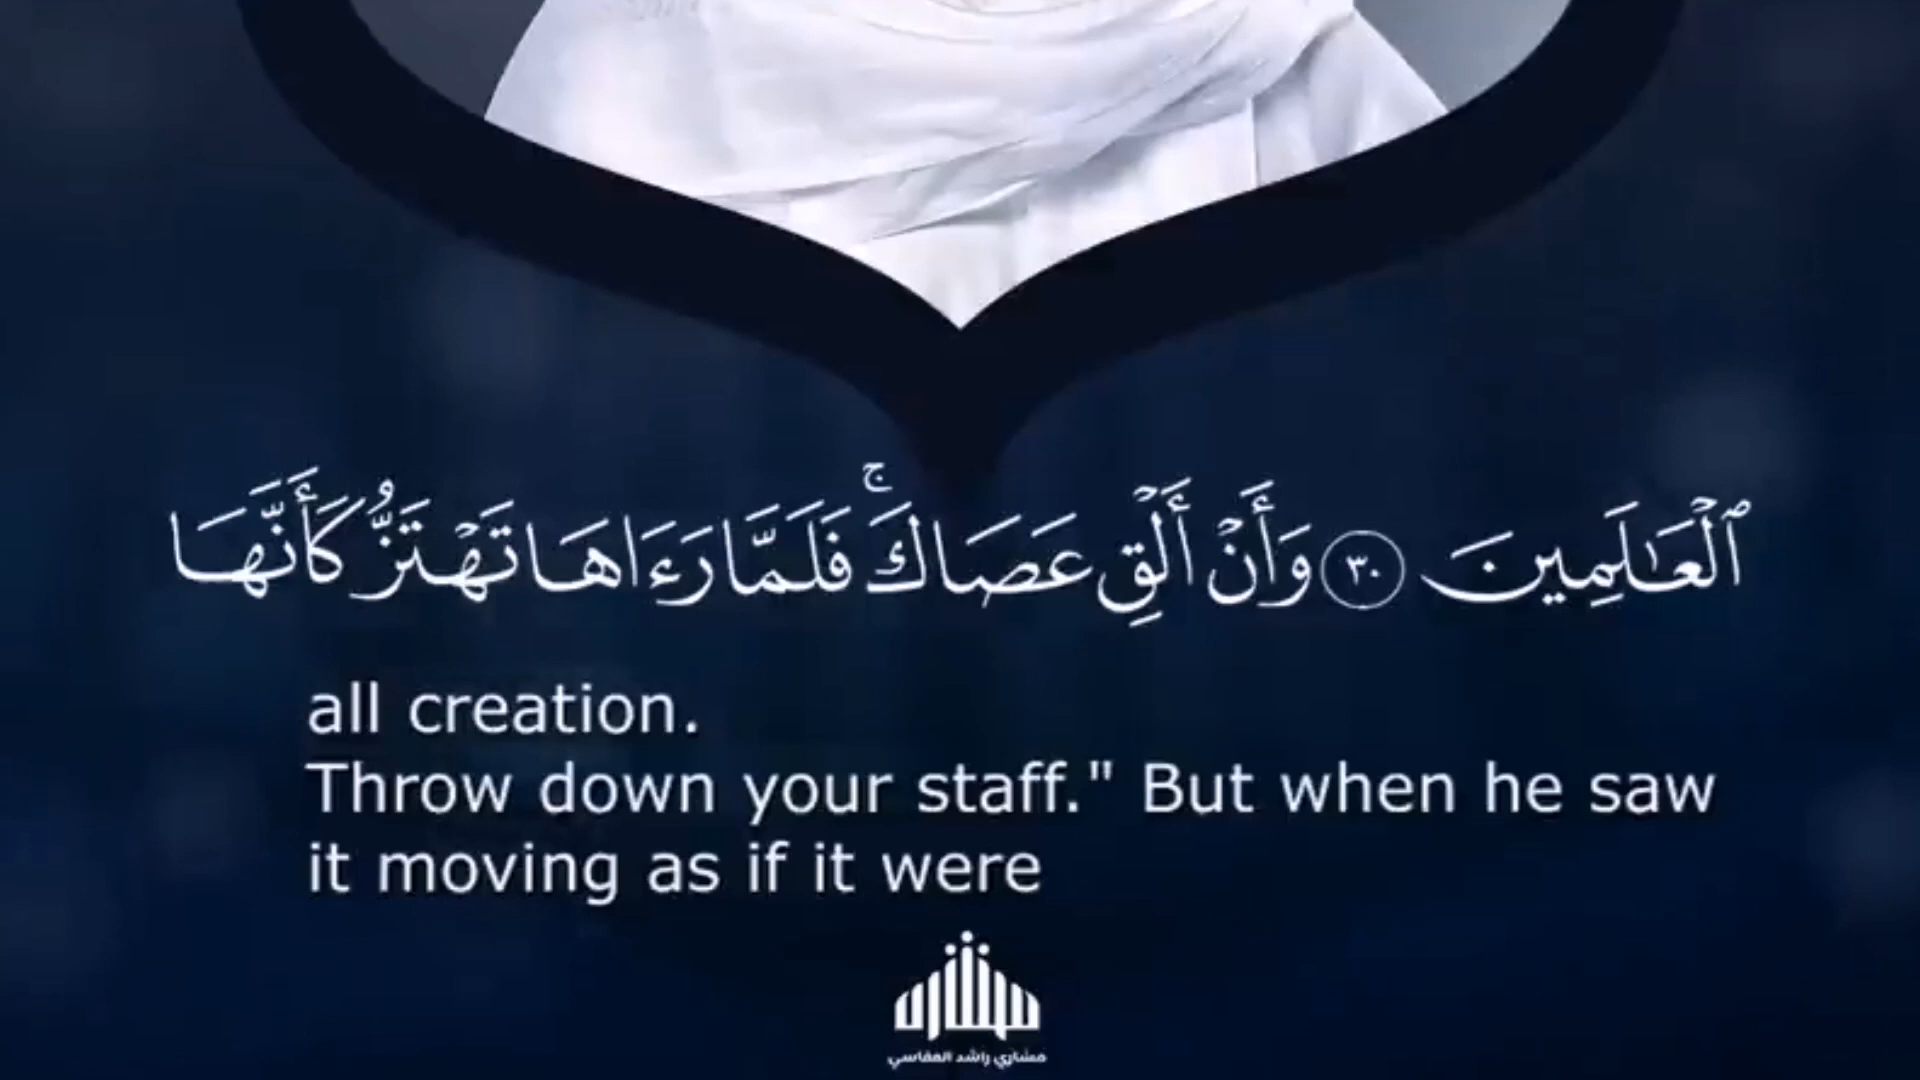 ٱلۡعَٰلَمِينَ ٣٠ وَأَنۡ أَلۡقِ عَصَاكَۚ فَلَمَّا رَءَاهَا تَهۡتَزُّ كَأَنَّهَا
all creation.
Throw down your staff." But when he saw
it moving as if it were
مشاري راشد العفاسي